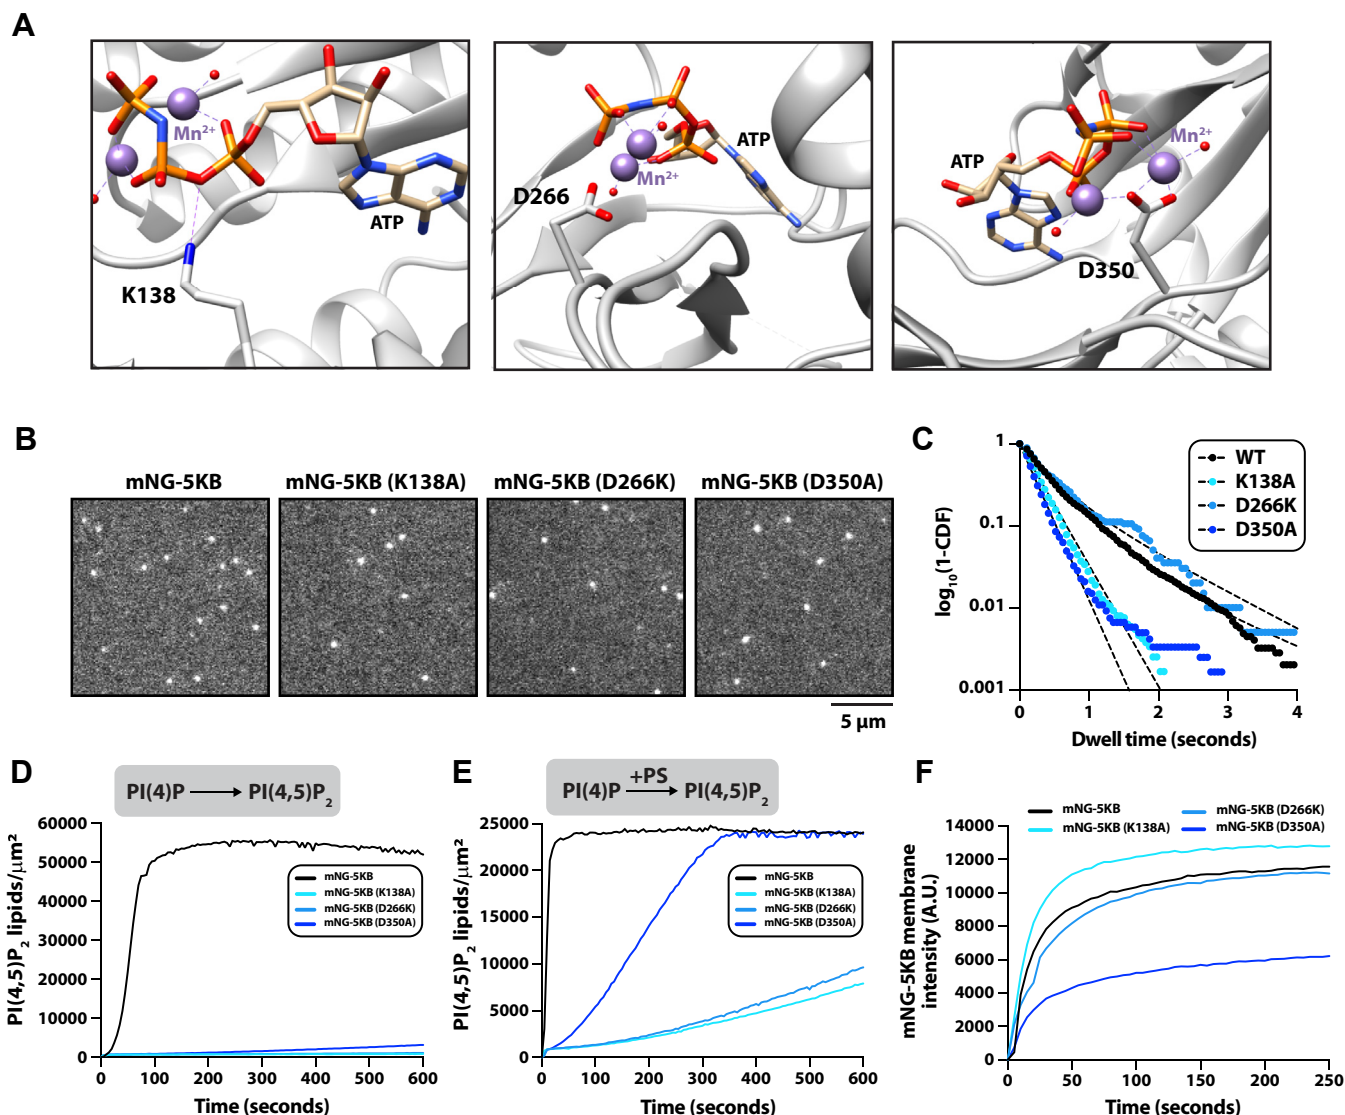 A
Mn²⁺
ATP
K138
ATP
Mn²⁺
D266
Mn²⁺
ATP
D350
B
mNG-5KB
mNG-5KB (K138A)
mNG-5KB (D266K)
mNG-5KB (D350A)
5 µm
C
log₁₀(1-CDF)
1
0.1
0.01
0.001
0
1
2
3
4
Dwell time (seconds)
WT
K138A
D266K
D350A
D
PI(4)P → PI(4,5)P₂
PI(4,5)P₂ lipids/µm²
60000
50000
40000
30000
20000
10000
0
0
100
200
300
400
500
600
Time (seconds)
mNG-5KB
mNG-5KB (K138A)
mNG-5KB (D266K)
mNG-5KB (D350A)
E
+PS
PI(4)P → PI(4,5)P₂
PI(4,5)P₂ lipids/µm²
25000
20000
15000
10000
5000
0
0
100
200
300
400
500
600
Time (seconds)
mNG-5KB
mNG-5KB (K138A)
mNG-5KB (D266K)
mNG-5KB (D350A)
F
mNG-5KB
mNG-5KB (K138A)
mNG-5KB (D266K)
mNG-5KB (D350A)
mNG-5KB membrane
intensity (A.U.)
14000
12000
10000
8000
6000
4000
2000
0
0
50
100
150
200
250
Time (seconds)